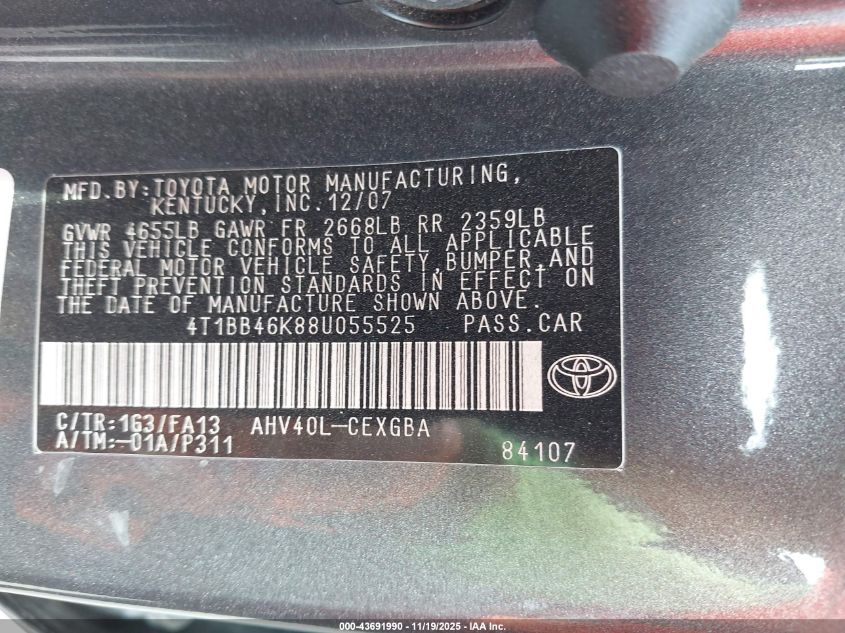 MFD. BY: TOYOTA MOTOR MANUFACTURING,
KENTUCKY, INC. 12/07
GVWR 4655LB GAWR FR 2668LB RR 2359LB
THIS VEHICLE CONFORMS TO ALL APPLICABLE
FEDERAL MOTOR VEHICLE SAFETY, BUMPER, AND
THEFT PREVENTION STANDARDS IN EFFECT ON
THE DATE OF MANUFACTURE SHOWN ABOVE.
4T1BB46K88U055525 PASS. CAR
C/TR: 1G3/FA13 AHV40L-CEXGBA
A/TM: -01A/P311 84107
000-43691990 - 11/19/2025 - IAA Inc.